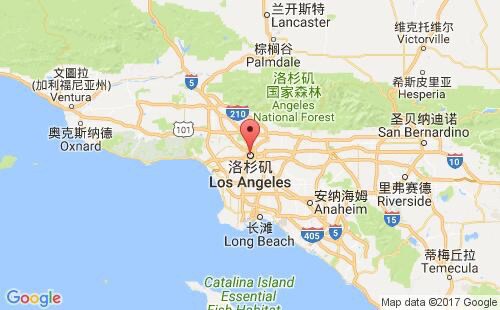 兰开斯特
Lancaster
维克托维尔
Victorville
棕榈谷
Palmdale
文圖拉
(加利福尼亚州)
Ventura
5
洛杉矶
国家森林
Angeles
National Forest
希斯皮里亚
Hesperia
210
奥克斯纳德
Oxnard
101
圣贝纳迪诺
San Bernardino
10
洛杉矶
Los Angeles
安纳海姆
Anaheim
里弗赛德
Riverside
15
长滩
Long Beach
405
5
蒂梅丘拉
Temecula
Catalina Island
Essential
Fish Habitat
Google
Map data ©2017 Google